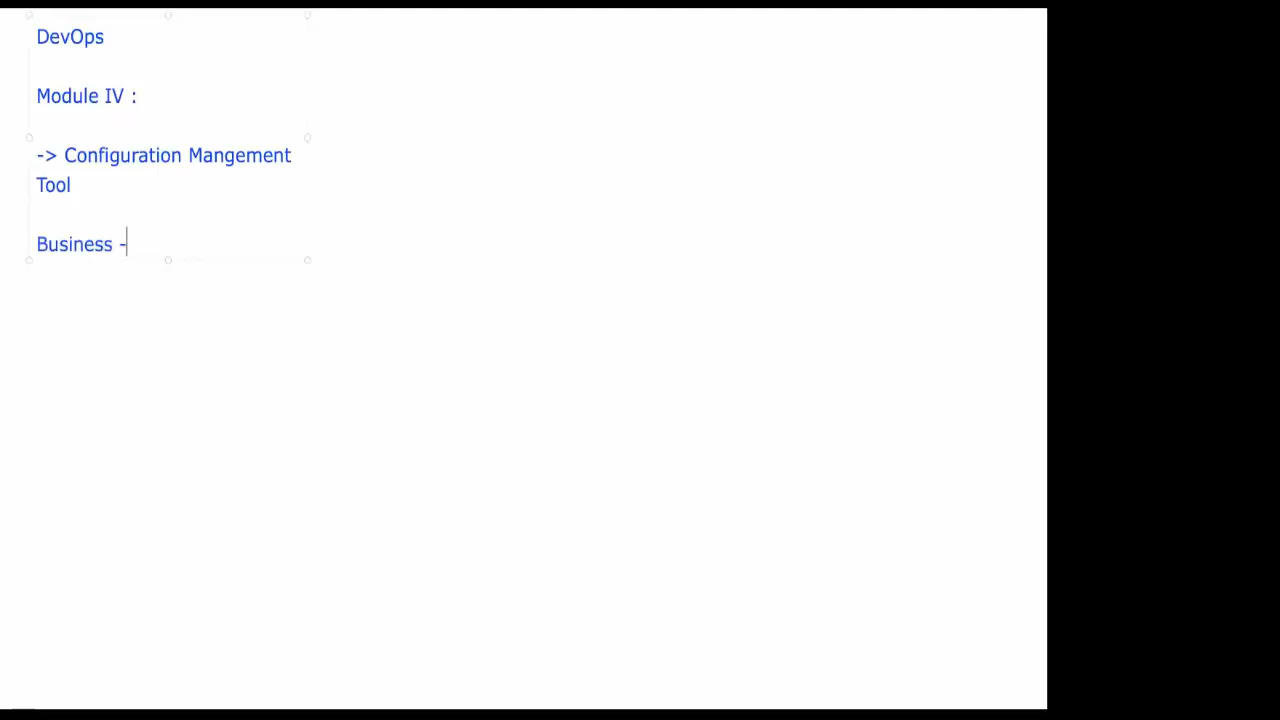 DevOps
Module IV :
-> Configuration Mangement
Tool
Business -